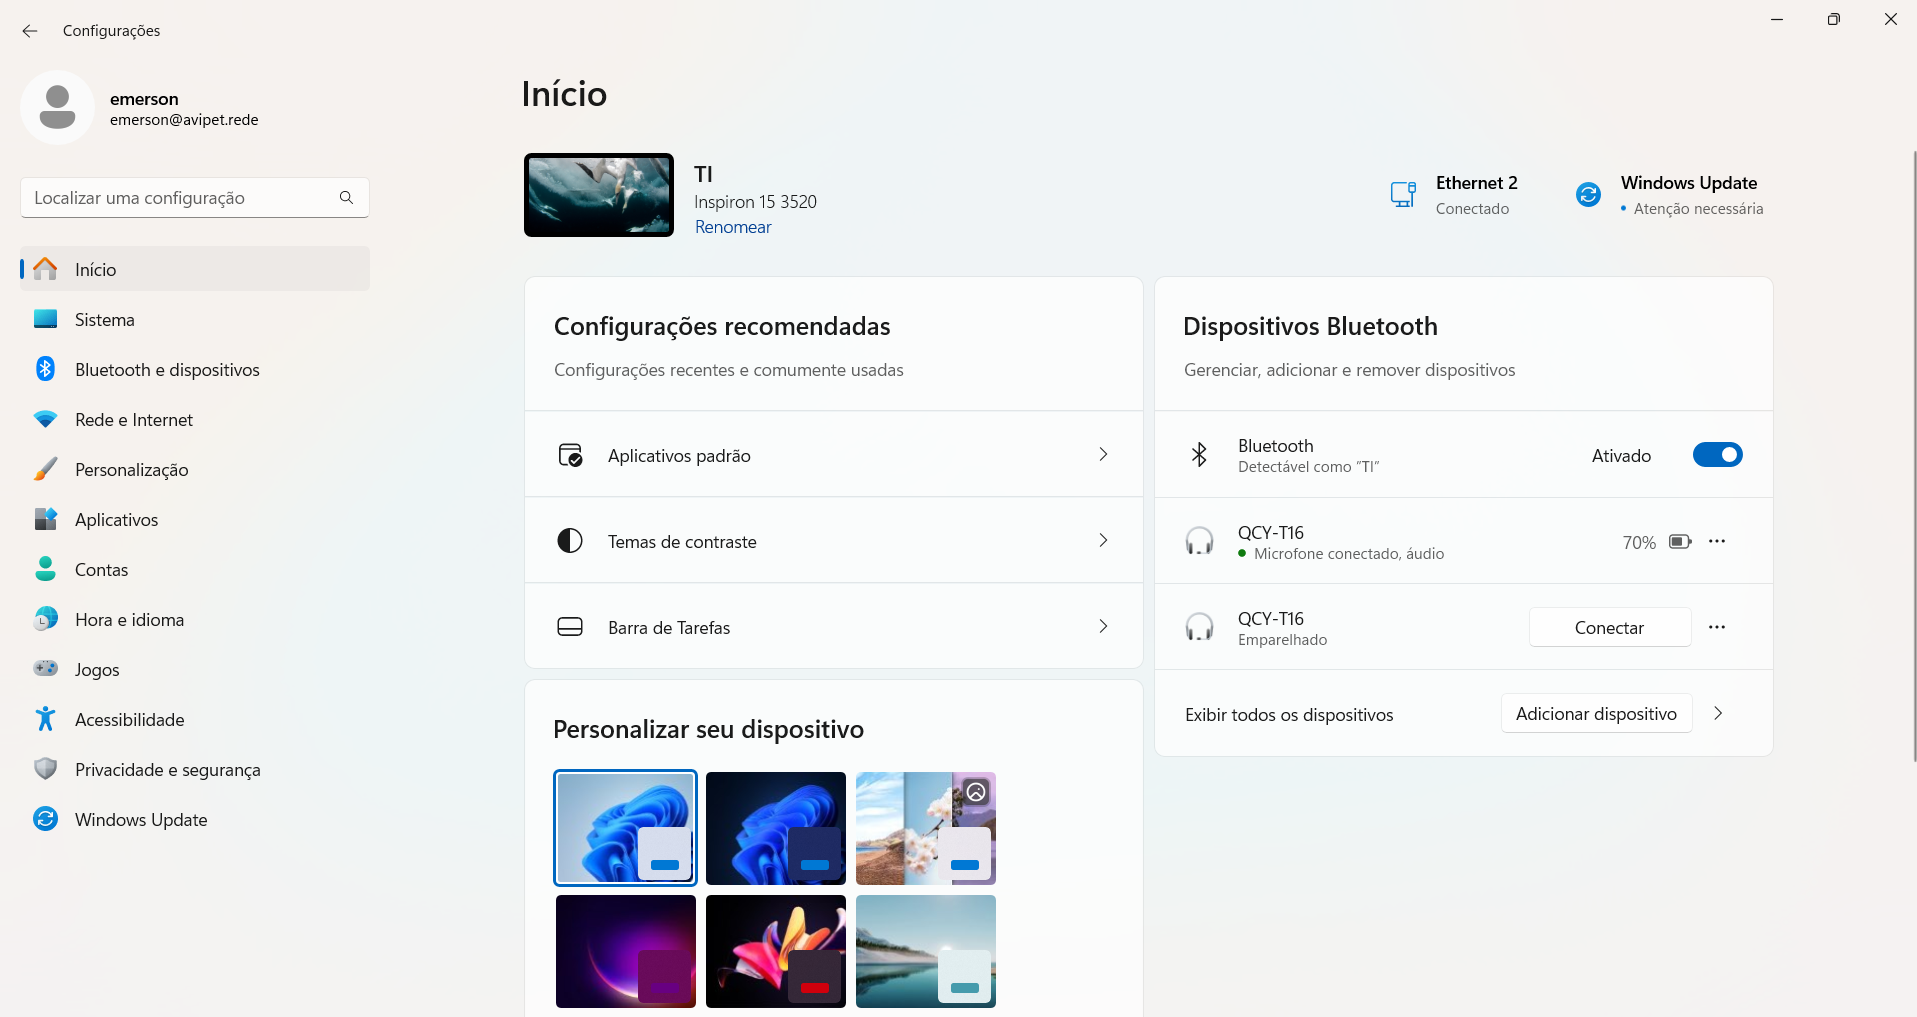 Configurações
emerson
emerson@avipet.rede
Localizar uma configuração
Início
Sistema
Bluetooth e dispositivos
Rede e Internet
Personalização
Aplicativos
Contas
Hora e idioma
Jogos
Acessibilidade
Privacidade e segurança
Windows Update
Início
TI
Inspiron 15 3520
Renomear
Ethernet 2
Conectado
Windows Update
• Atenção necessária
Configurações recomendadas
Configurações recentes e comumente usadas
Aplicativos padrão
Temas de contraste
Barra de Tarefas
Personalizar seu dispositivo
Dispositivos Bluetooth
Gerenciar, adicionar e remover dispositivos
Bluetooth
Detectável como "TI"
Ativado
QCY-T16
Microfone conectado, áudio
70%
QCY-T16
Emparelhado
Conectar
Exibir todos os dispositivos
Adicionar dispositivo